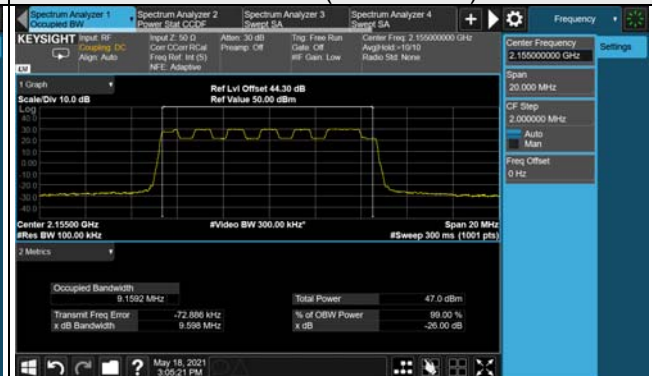 Spectrum Analyzer 1
Occupied BW
Spectrum Analyzer 2
Power Stat CCDF
Spectrum Analyzer 3
Swept SA
Spectrum Analyzer 4
Swept SA
Frequency
KEYSIGHT
Input: RF
Coupling: DC
Align: Auto
Input Z: 50 Ω
Corr CCorr RCal
Freq Ref: Int (S)
NFE: Adaptive
Atten: 30 dB
Preamp: Off
Trig: Free Run
Gate: Off
#IF Gain: Low
Center Freq: 2.155000000 GHz
Avg|Hold:>10/10
Radio Std: None
Center Frequency
2.155000000 GHz
Settings
Span
20.000 MHz
CF Step
2.000000 MHz
Auto
Man
Freq Offset
0 Hz
1 Graph
Scale/Div 10.0 dB
Ref Lvl Offset 44.30 dB
Ref Value 50.00 dBm
Log
40.0
30.0
20.0
10.0
0.00
-10.0
-20.0
-30.0
-40.0
Center 2.15500 GHz
#Res BW 100.00 kHz
#Video BW 300.00 kHz*
Span 20 MHz
#Sweep 300 ms (1001 pts)
2 Metrics
Occupied Bandwidth
9.1592 MHz
Total Power 47.0 dBm
Transmit Freq Error -72.886 kHz
% of OBW Power 99.00 %
x dB Bandwidth 9.598 MHz
x dB -26.00 dB
May 18, 2021
3:05:21 PM